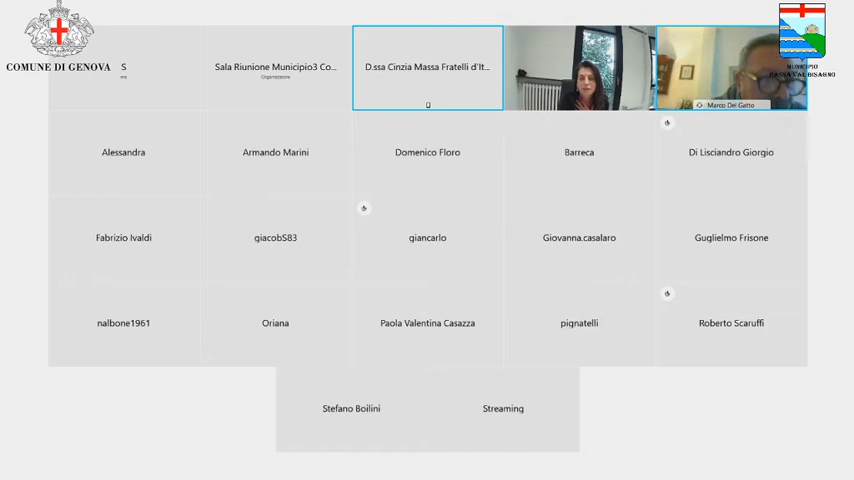 COMUNE DI GENOVA
S
Sala Riunione Municipio3 Co...
Organizzatore
D.ssa Cinzia Massa Fratelli d'It...
Marco Del Gatto
MUNICIPIO
BASSA VAL BISAGNO
Alessandra
Armando Marini
Domenico Floro
Barreca
Di Lisciandro Giorgio
Fabrizio Ivaldi
giacobS83
giancarlo
Giovanna.casalaro
Guglielmo Frisone
nalbone1961
Oriana
Paola Valentina Casazza
pignatelli
Roberto Scaruffi
Stefano Boilini
Streaming